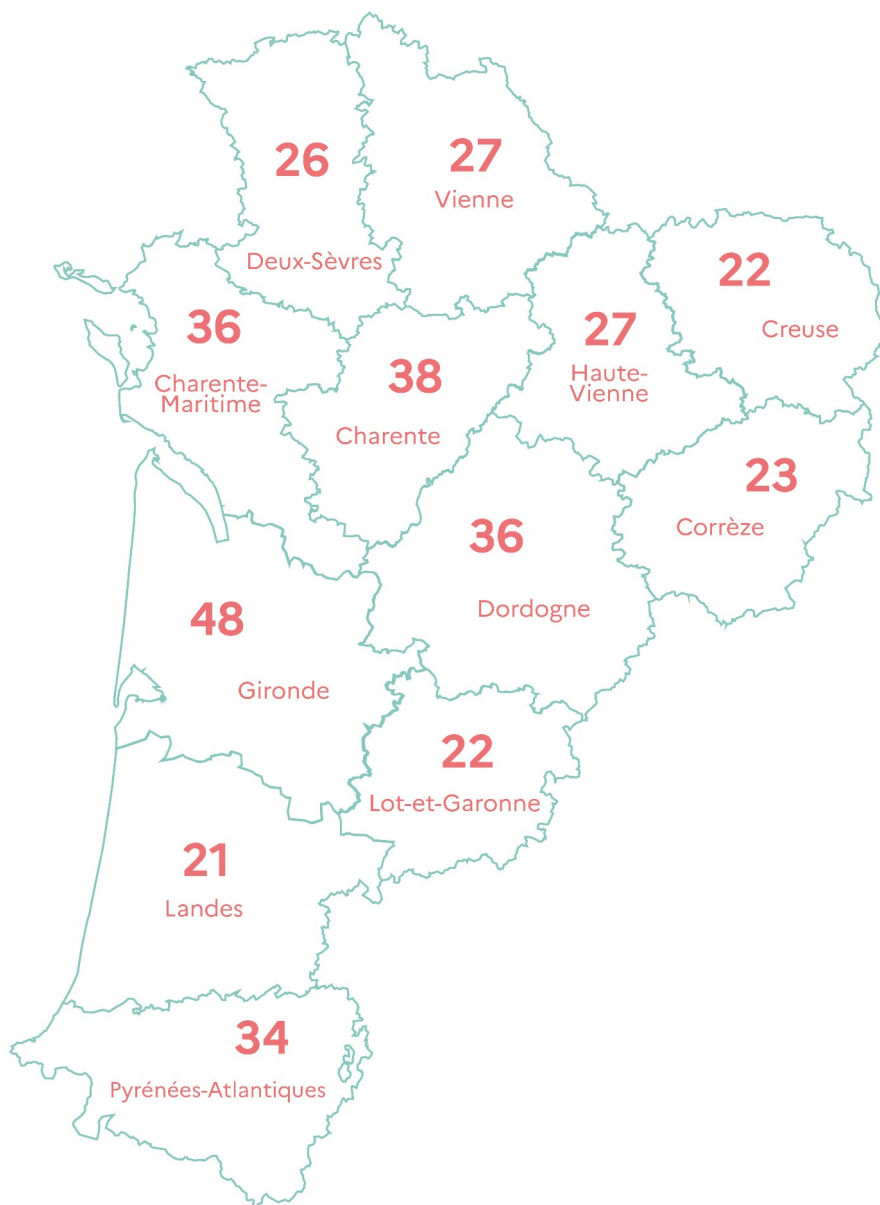 26
Deux-Sèvres
27
Vienne
22
Creuse
36
Charente-
Maritime
38
Charente
27
Haute-
Vienne
23
Corrèze
36
Dordogne
48
Gironde
22
Lot-et-Garonne
21
Landes
34
Pyrénées-Atlantiques